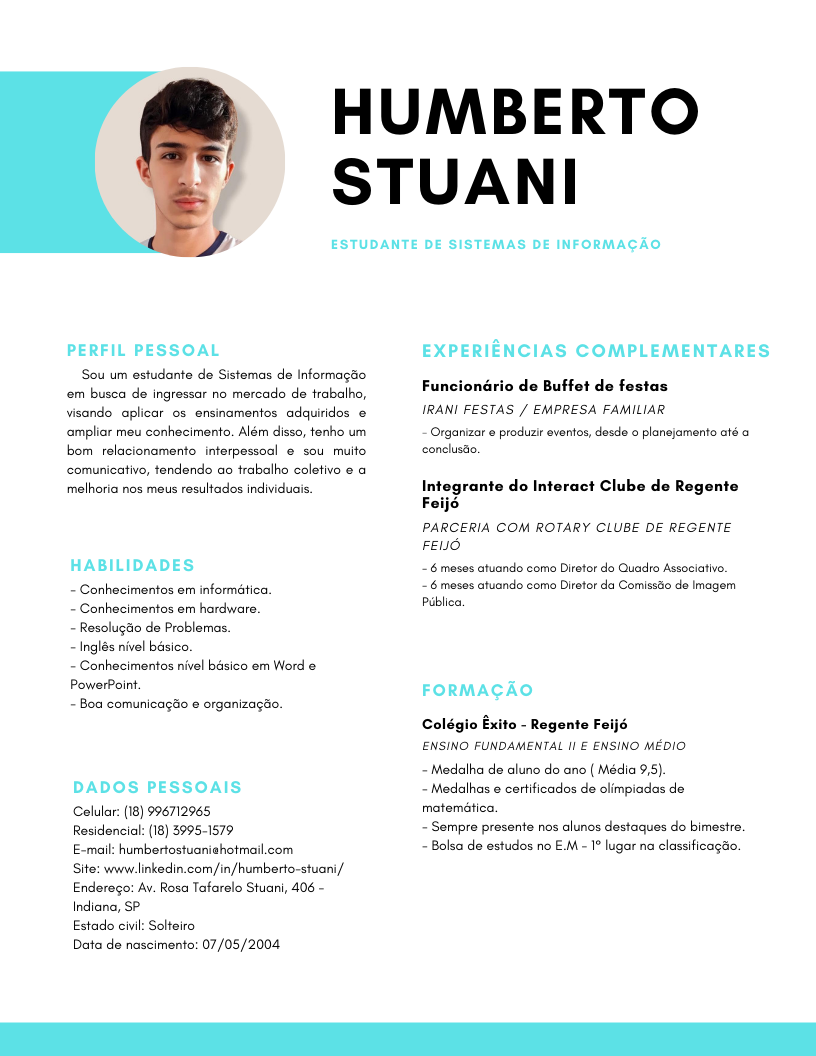 HUMBERTO
STUANI
ESTUDANTE DE SISTEMAS DE INFORMAÇÃO
PERFIL PESSOAL
Sou um estudante de Sistemas de Informação
em busca de ingressar no mercado de trabalho,
visando aplicar os ensinamentos adquiridos e
ampliar meu conhecimento. Além disso, tenho um
bom relacionamento interpessoal e sou muito
comunicativo, tendendo ao trabalho coletivo e a
melhoria nos meus resultados individuais.
HABILIDADES
- Conhecimentos em informática.
- Conhecimentos em hardware.
- Resolução de Problemas.
- Inglês nível básico.
- Conhecimentos nível básico em Word e
PowerPoint.
- Boa comunicação e organização.
DADOS PESSOAIS
Celular: (18) 996712965
Residencial: (18) 3995-1579
E-mail: humbertostuani@hotmail.com
Site: www.linkedin.com/in/humberto-stuani/
Endereço: Av. Rosa Tafarelo Stuani, 406 -
Indiana, SP
Estado civil: Solteiro
Data de nascimento: 07/05/2004
EXPERIÊNCIAS COMPLEMENTARES
Funcionário de Buffet de festas
IRANI FESTAS / EMPRESA FAMILIAR
- Organizar e produzir eventos, desde o planejamento até a
conclusão.
Integrante do Interact Clube de Regente
Feijó
PARCERIA COM ROTARY CLUBE DE REGENTE
FEIJÓ
- 6 meses atuando como Diretor do Quadro Associativo.
- 6 meses atuando como Diretor da Comissão de Imagem
Pública.
FORMAÇÃO
Colégio Êxito - Regente Feijó
ENSINO FUNDAMENTAL II E ENSINO MÉDIO
- Medalha de aluno do ano ( Média 9,5).
- Medalhas e certificados de olímpiadas de
matemática.
- Sempre presente nos alunos destaques do bimestre.
- Bolsa de estudos no E.M - 1º lugar na classificação.